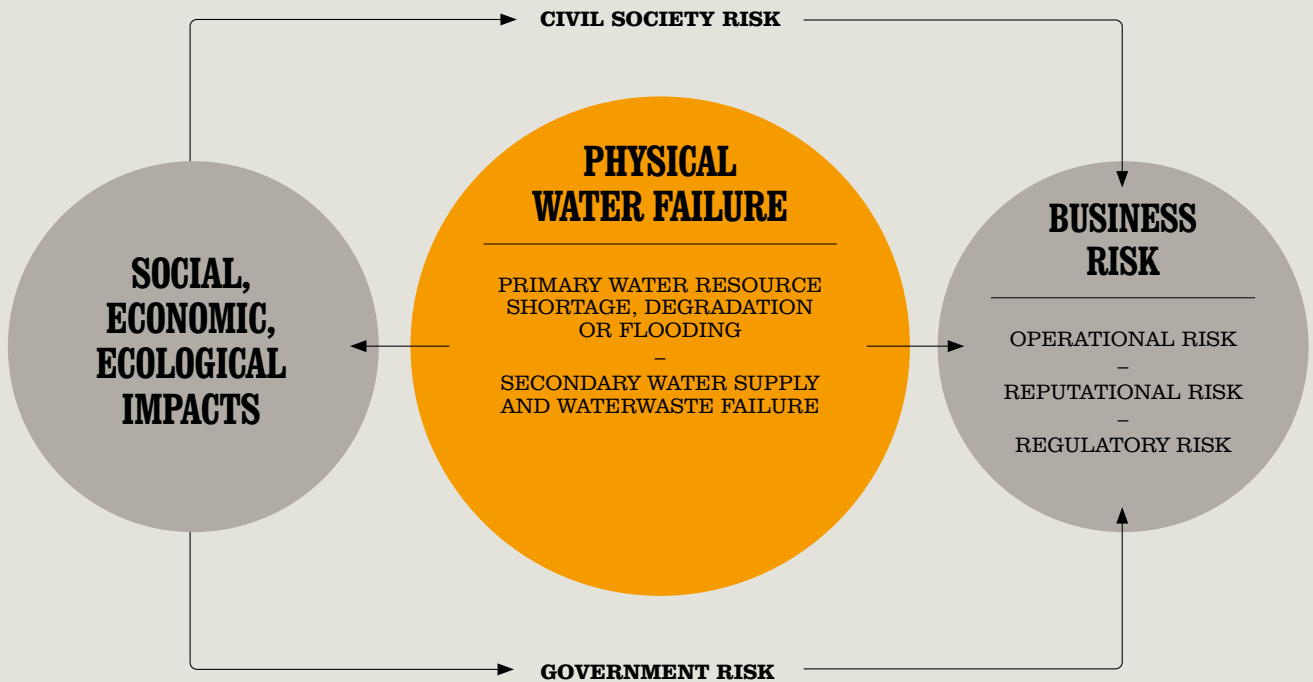 CIVIL SOCIETY RISK
SOCIAL,
ECONOMIC,
ECOLOGICAL
IMPACTS
PHYSICAL
WATER FAILURE
PRIMARY WATER RESOURCE
SHORTAGE, DEGRADATION
OR FLOODING
–
SECONDARY WATER SUPPLY
AND WATERWASTE FAILURE
BUSINESS
RISK
OPERATIONAL RISK
–
REPUTATIONAL RISK
–
REGULATORY RISK
GOVERNMENT RISK